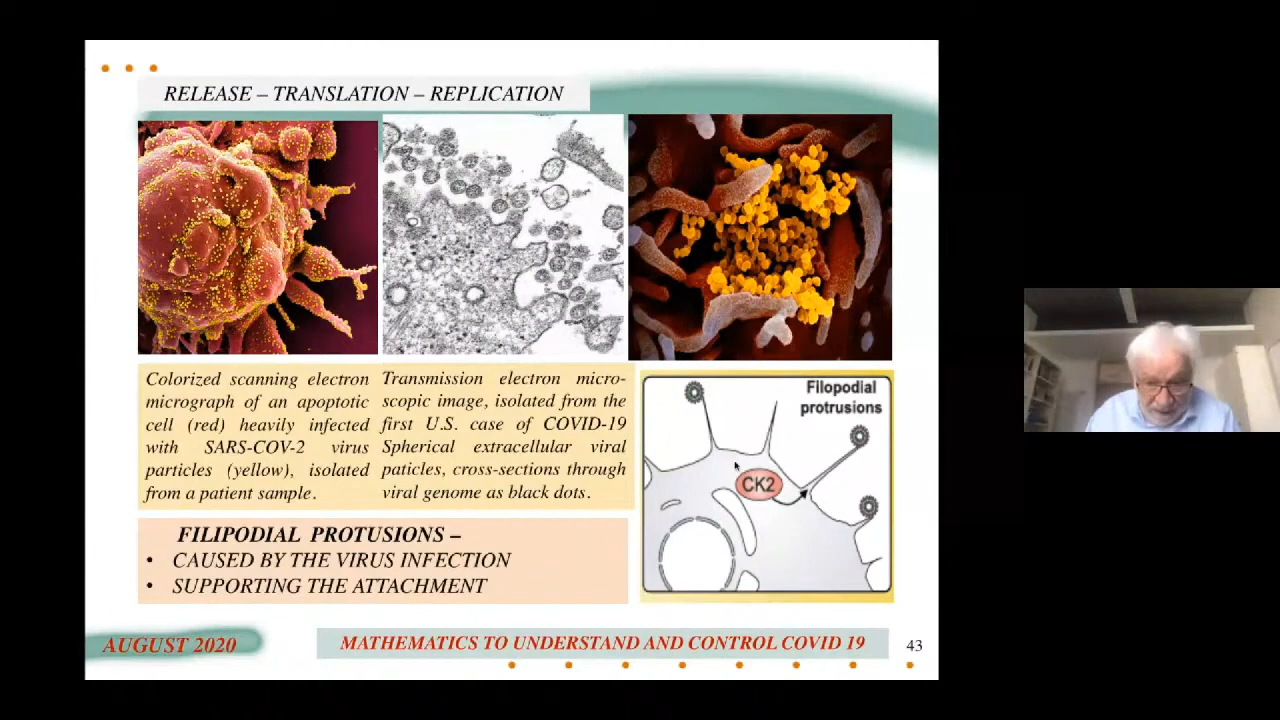 RELEASE – TRANSLATION – REPLICATION
Colorized scanning electron
micrograph of an apoptotic
cell (red) heavily infected
with SARS-COV-2 virus
particles (yellow), isolated
from a patient sample.
Transmission electron micro-
scopic image, isolated from the
first U.S. case of COVID-19
Spherical extracellular viral
paticles, cross-sections through
viral genome as black dots.
Filopodial
protrusions
CK2
FILIPODIAL PROTUSIONS –
• CAUSED BY THE VIRUS INFECTION
• SUPPORTING THE ATTACHMENT
AUGUST 2020
MATHEMATICS TO UNDERSTAND AND CONTROL COVID 19
43